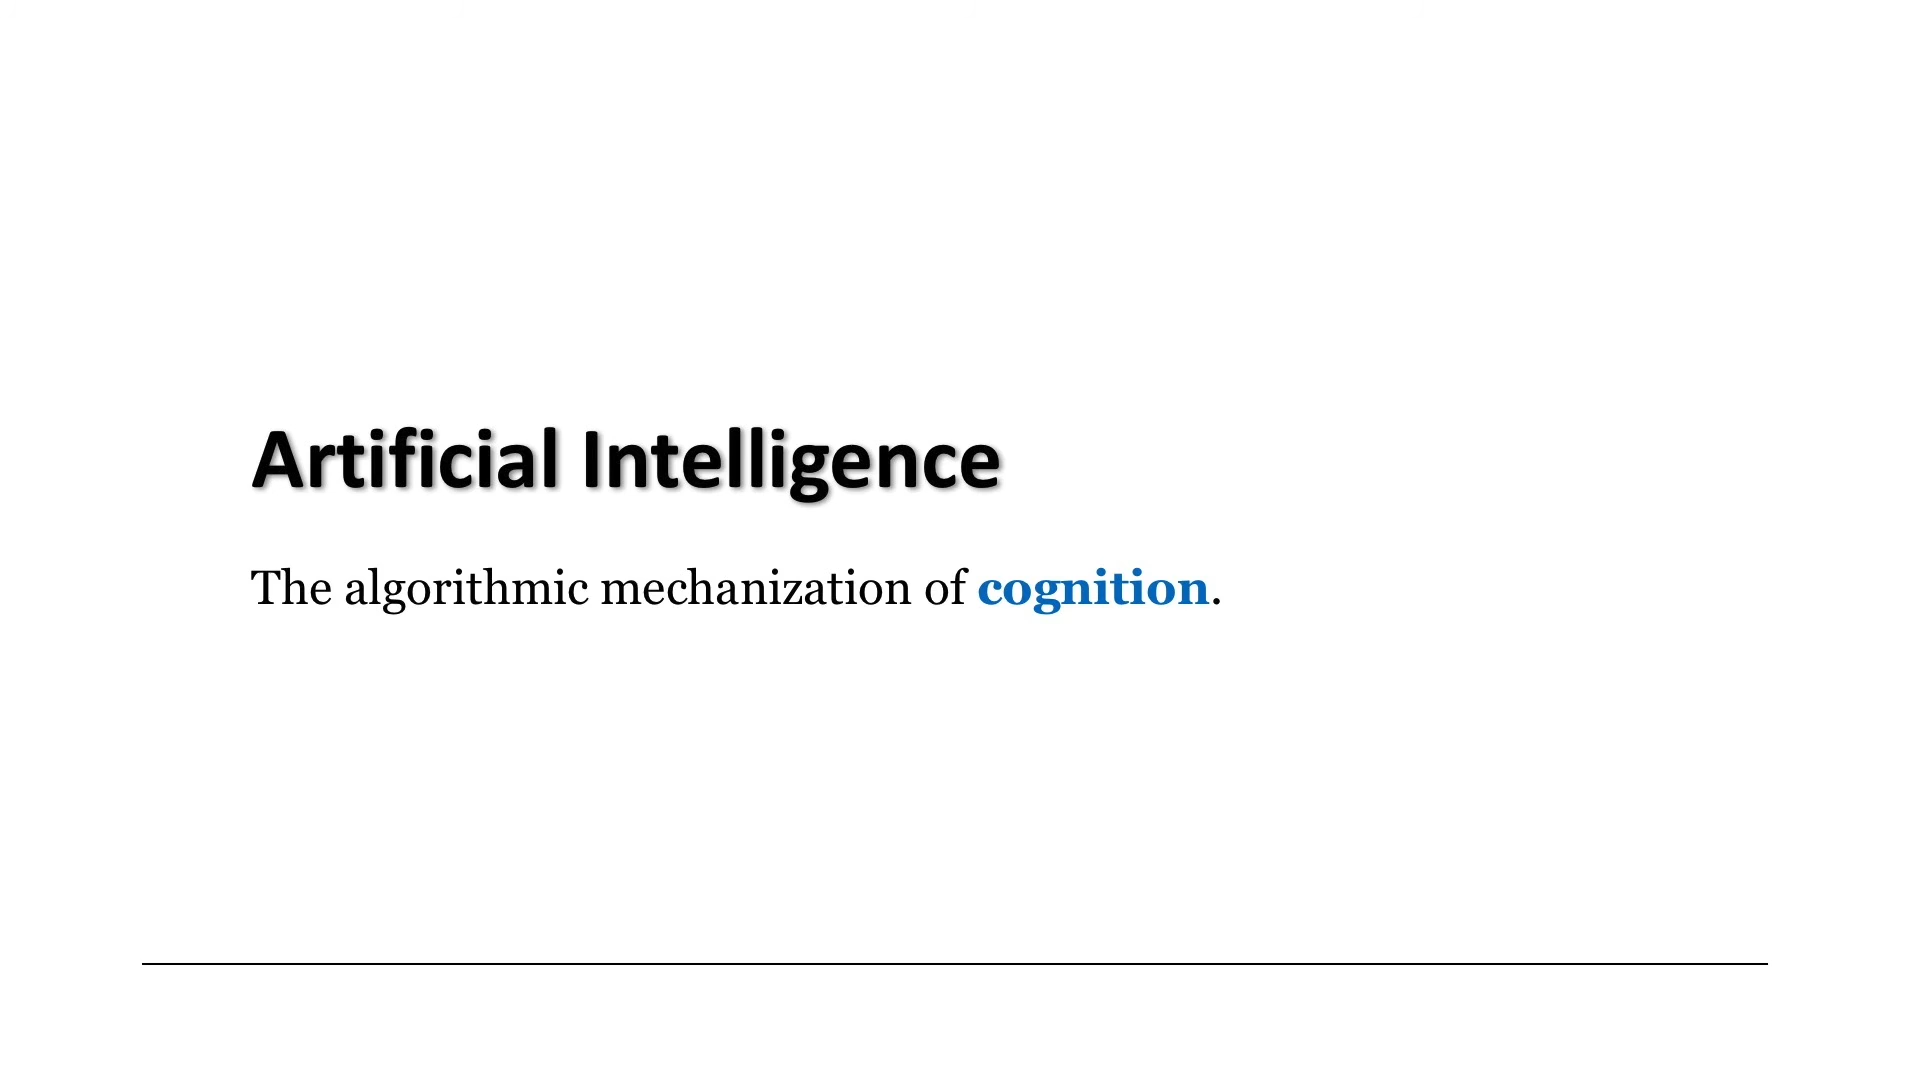 Artificial Intelligence
The algorithmic mechanization of cognition.